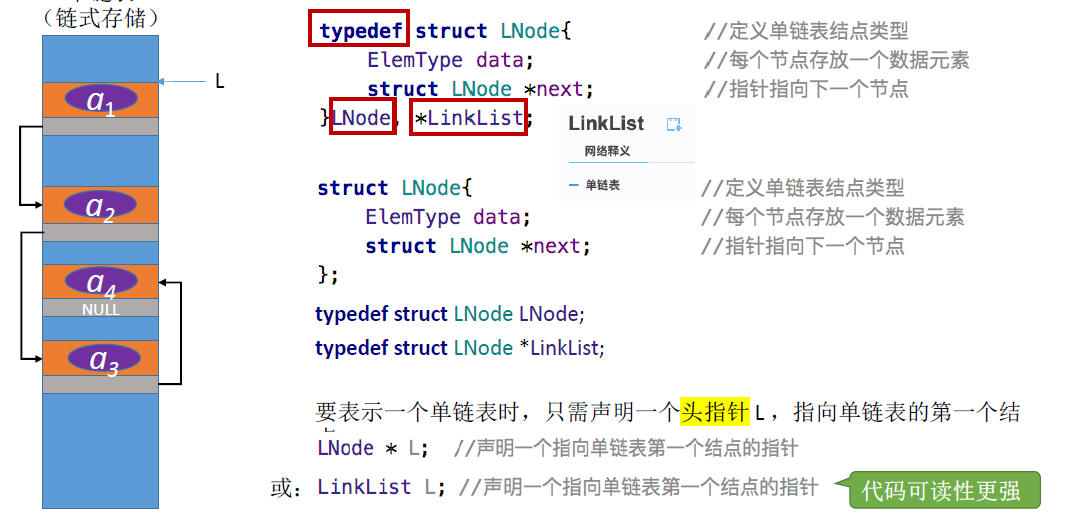 （链式存储）
L
a1
a2
a4
NULL
a3
typedef struct LNode{ //定义单链表结点类型
ElemType data; //每个节点存放一个数据元素
struct LNode *next; //指针指向下一个节点
}LNode, *LinkList;
LinkList
网络释义
单链表
struct LNode{ //定义单链表结点类型
ElemType data; //每个节点存放一个数据元素
struct LNode *next; //指针指向下一个节点
};
typedef struct LNode LNode;
typedef struct LNode *LinkList;
要表示一个单链表时，只需声明一个头指针 L ，指向单链表的第一个结
LNode * L; //声明一个指向单链表第一个结点的指针
或：LinkList L; //声明一个指向单链表第一个结点的指针
代码可读性更强